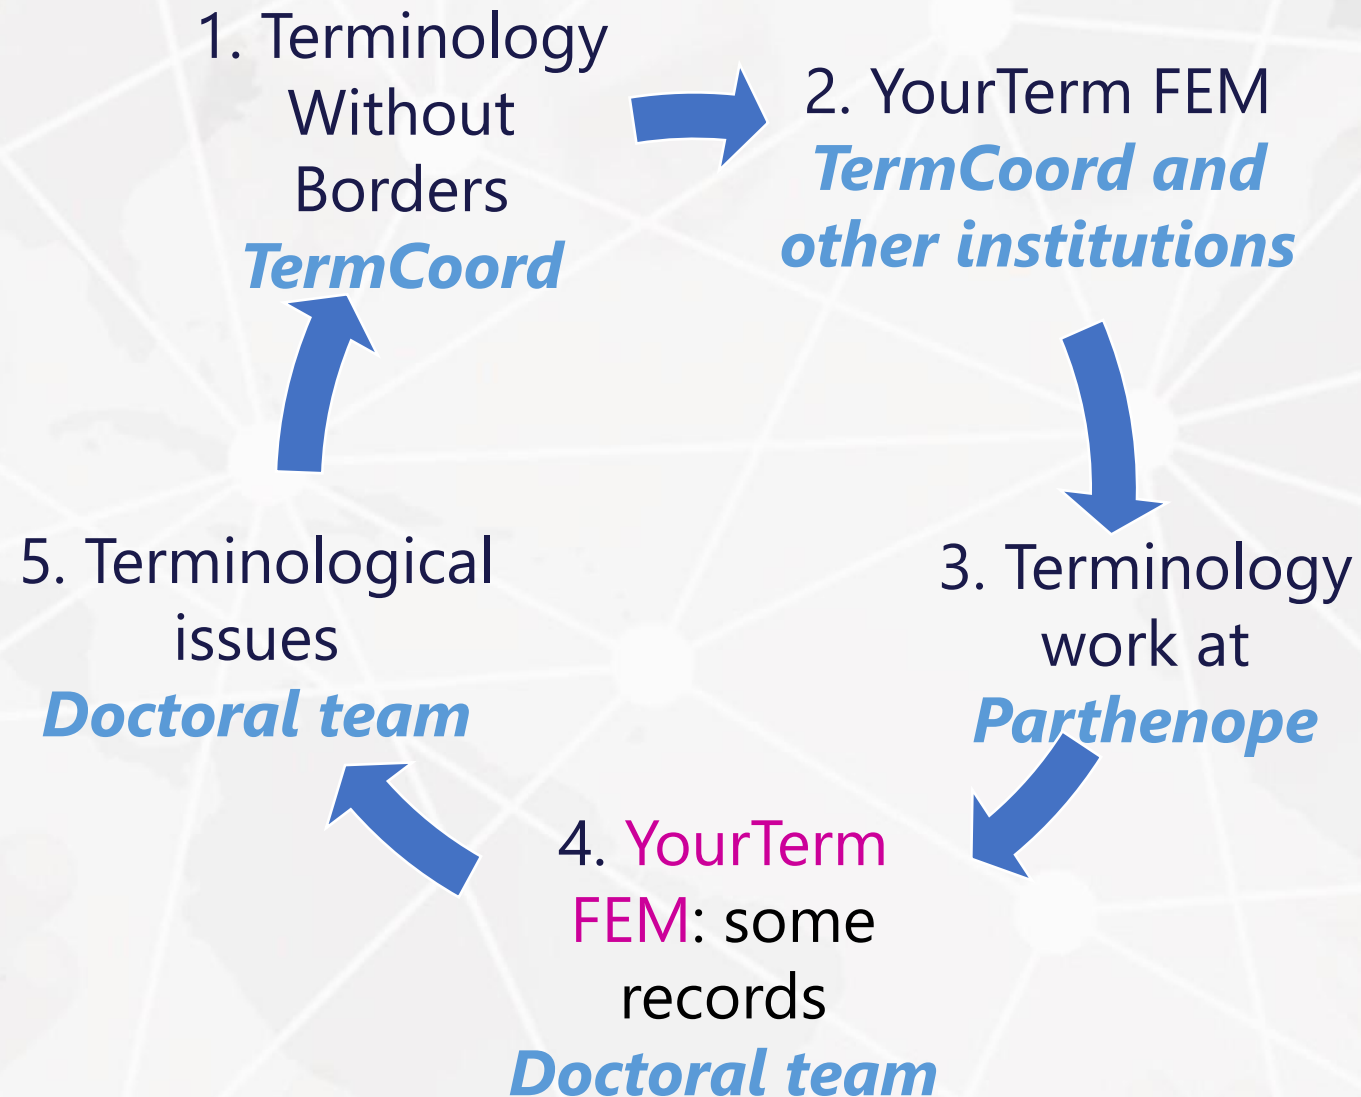 1. Terminology
Without
Borders
TermCoord
2. YourTerm FEM
TermCoord and
other institutions
3. Terminology
work at
Parthenope
4. YourTerm
FEM: some
records
Doctoral team
5. Terminological
issues
Doctoral team